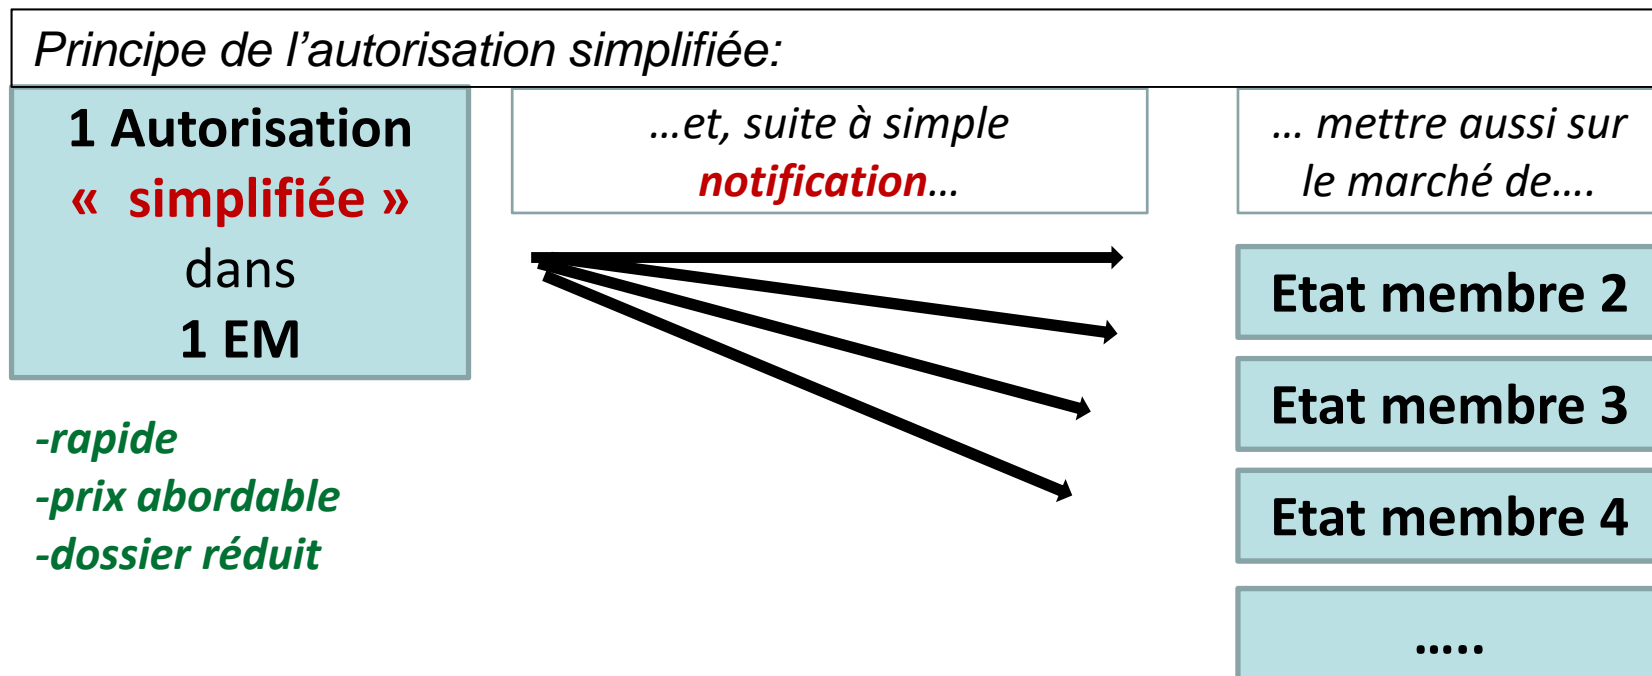 Principe de l’autorisation simplifiée:
1 Autorisation
«  simplifiée »
dans
1 EM
-rapide
-prix abordable
-dossier réduit
…et, suite à simple
notification…
… mettre aussi sur
le marché de….
Etat membre 2
Etat membre 3
Etat membre 4
…..